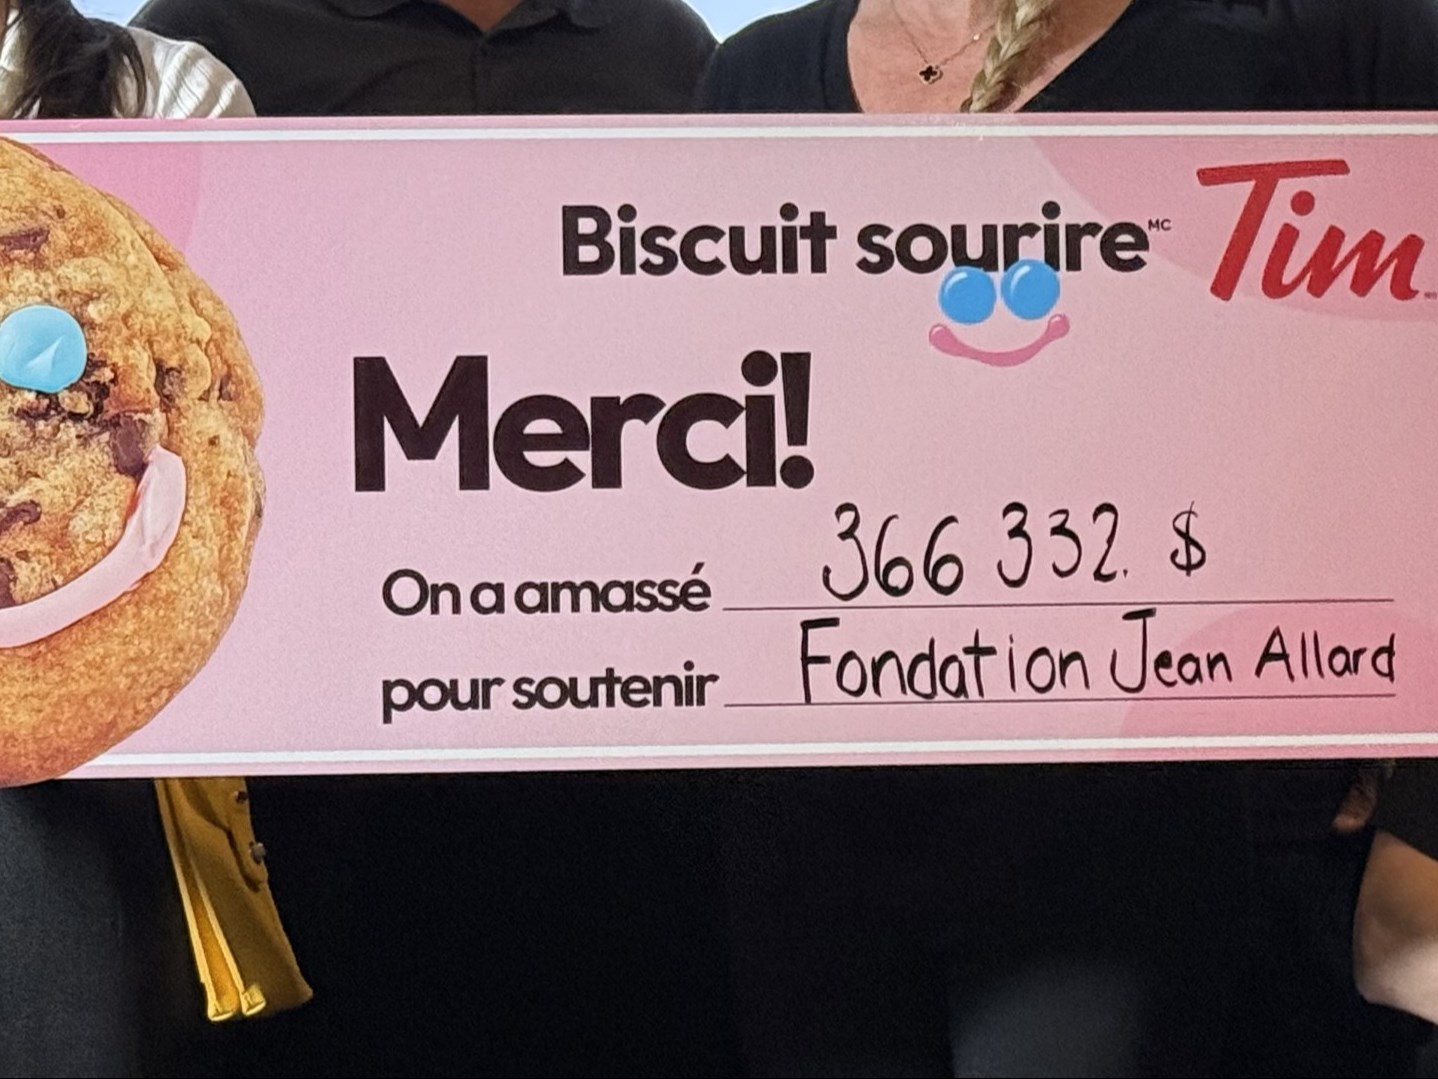 Biscuit sourire MC Tim
Merci!
On a amassé 366 332. $
pour soutenir Fondation Jean Allard